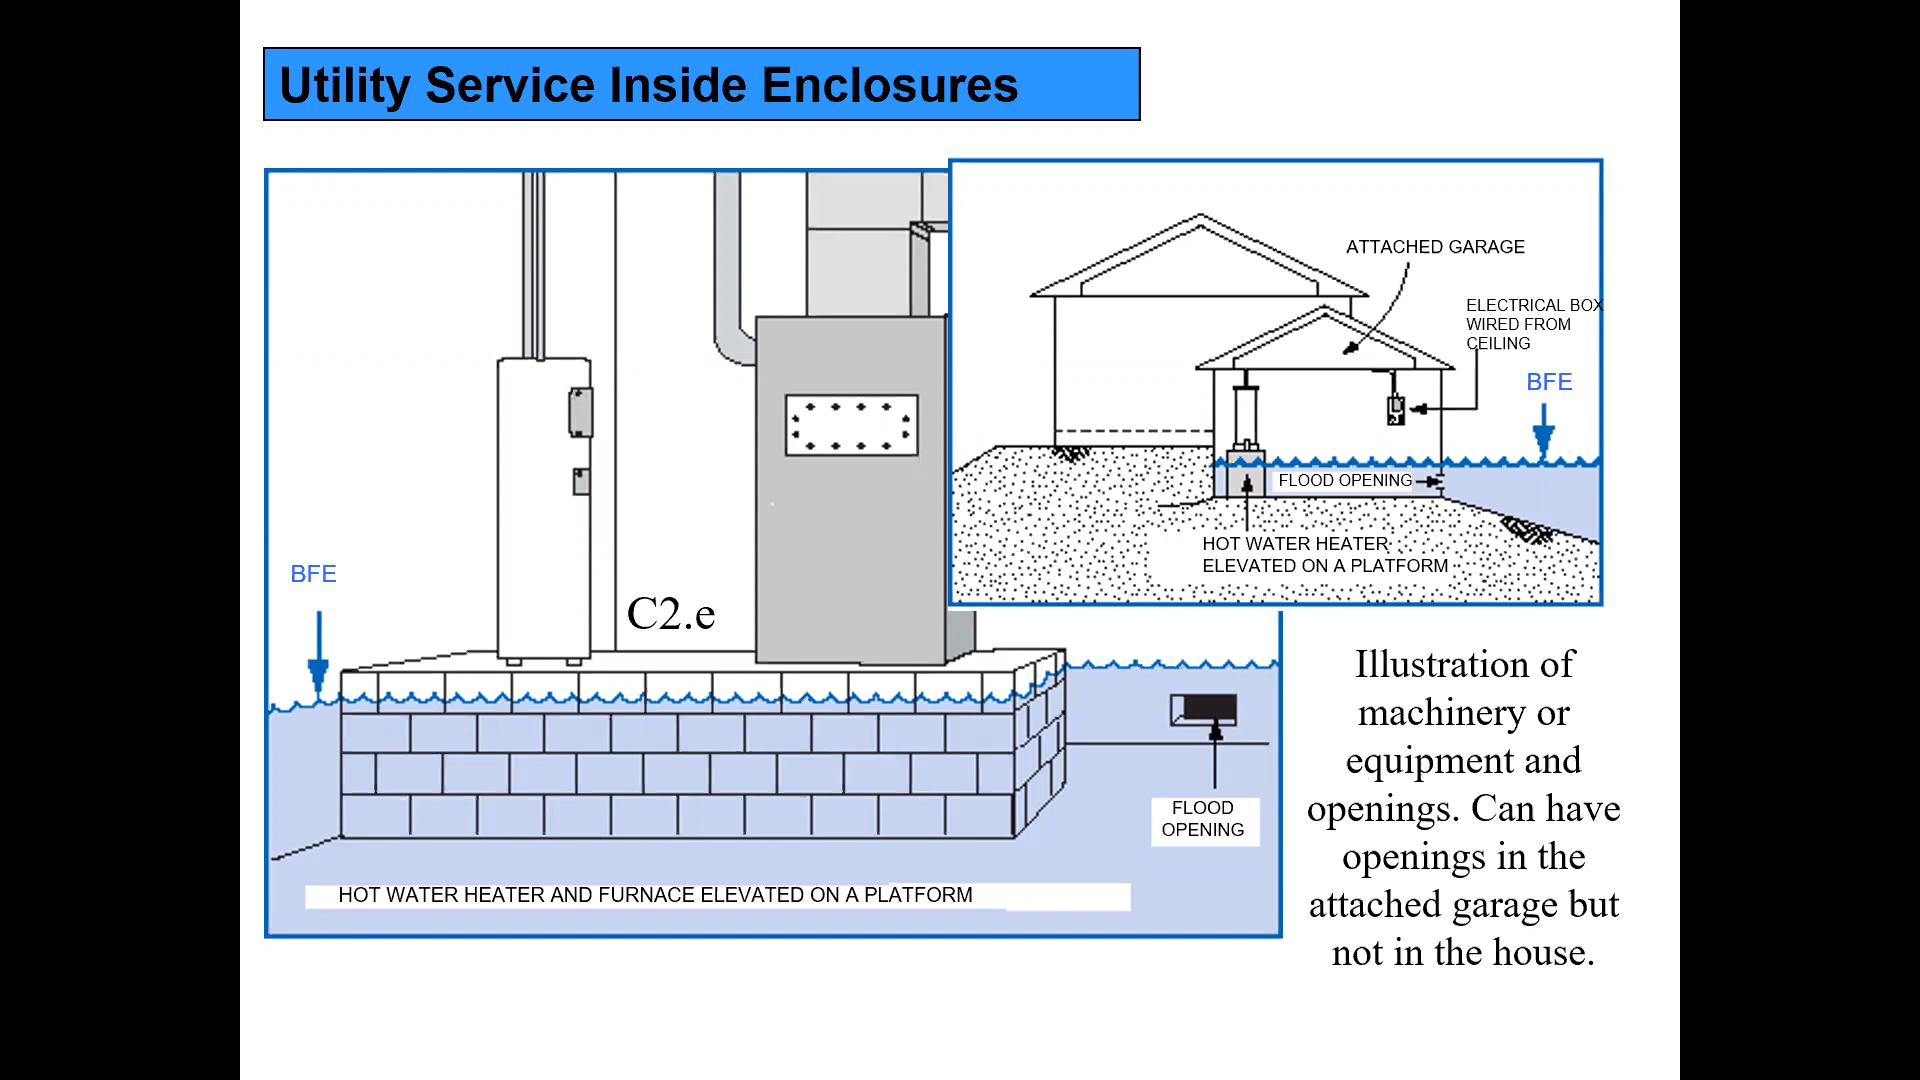 Utility Service Inside Enclosures
ATTACHED GARAGE
ELECTRICAL BOX
WIRED FROM
CEILING
BFE
FLOOD OPENING
HOT WATER HEATER
ELEVATED ON A PLATFORM
BFE
C2.e
FLOOD
OPENING
HOT WATER HEATER AND FURNACE ELEVATED ON A PLATFORM
Illustration of
machinery or
equipment and
openings. Can have
openings in the
attached garage but
not in the house.